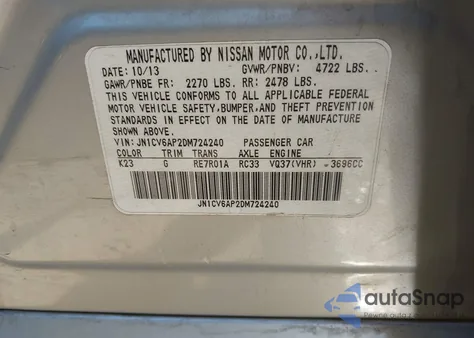 MANUFACTURED BY NISSAN MOTOR CO.,LTD.
DATE: 10/13 GVWR/PNBV: 4722 LBS.
GAWR/PNBE FR: 2270 LBS. RR: 2478 LBS.
THIS VEHICLE CONFORMS TO ALL APPLICABLE FEDERAL
MOTOR VEHICLE SAFETY, BUMPER, AND THEFT PREVENTION
STANDARDS IN EFFECT ON THE DATE OF MANUFACTURE
SHOWN ABOVE.
VIN: JN1CV6AP2DM724240 PASSENGER CAR
COLOR TRIM TRANS AXLE ENGINE
K23 G RE7R01A RC33 VQ37(VHR) -3696CC
JN1CV6AP2DM724240
autoSnap